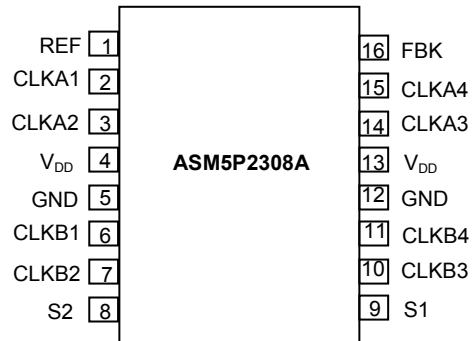 REF 1 16 FBK
CLKA1 2 15 CLKA4
CLKA2 3 14 CLKA3
VDD 4 ASM5P2308A 13 VDD
GND 5 12 GND
CLKB1 6 11 CLKB4
CLKB2 7 10 CLKB3
S2 8 9 S1